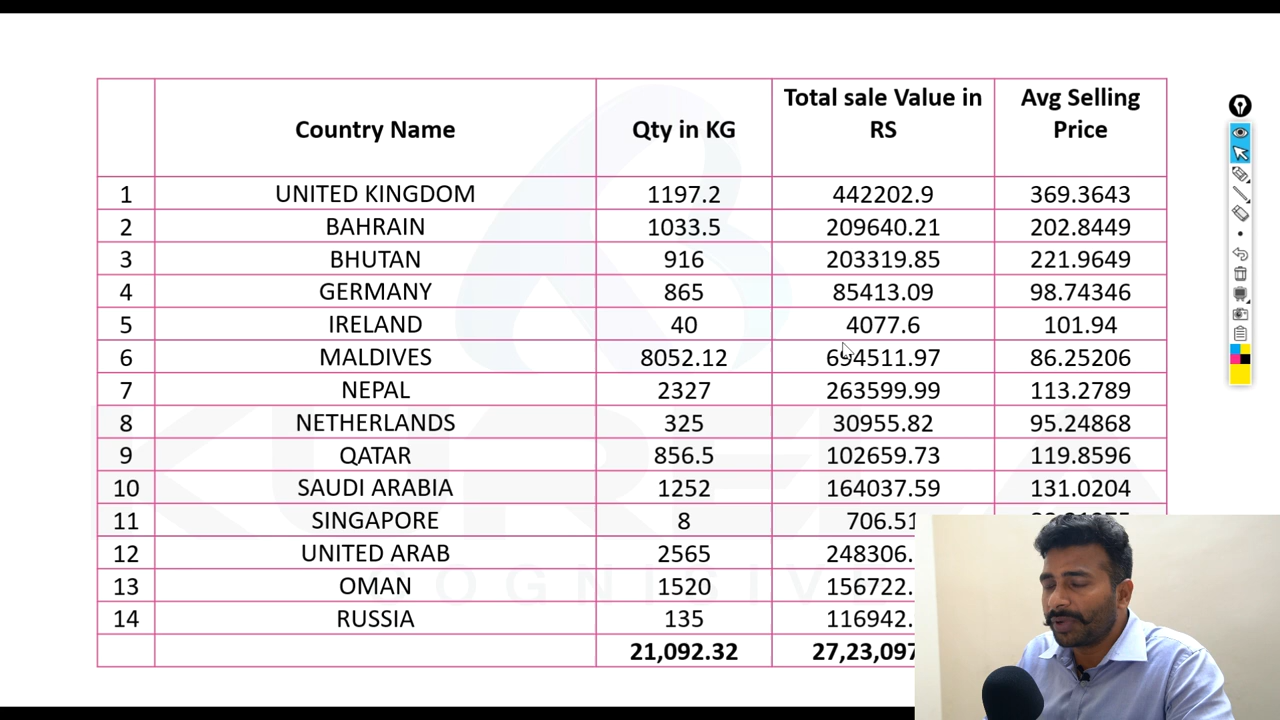 Country Name Qty in KG Total sale Value in RS Avg Selling Price
1 UNITED KINGDOM 1197.2 442202.9 369.3643
2 BAHRAIN 1033.5 209640.21 202.8449
3 BHUTAN 916 203319.85 221.9649
4 GERMANY 865 85413.09 98.74346
5 IRELAND 40 4077.6 101.94
6 MALDIVES 8052.12 694511.97 86.25206
7 NEPAL 2327 263599.99 113.2789
8 NETHERLANDS 325 30955.82 95.24868
9 QATAR 856.5 102659.73 119.8596
10 SAUDI ARABIA 1252 164037.59 131.0204
11 SINGAPORE 8 706.51
12 UNITED ARAB 2565 248306.
13 OMAN 1520 156722.
14 RUSSIA 135 116942.
21,092.32 27,23,097